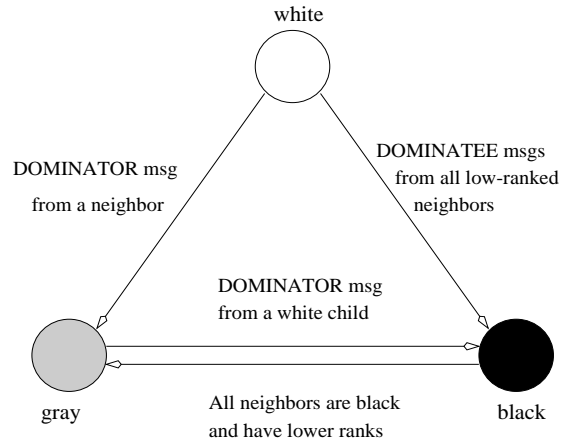 white
DOMINATOR msg
from a neighbor
DOMINATEE msgs
from all low-ranked
neighbors
DOMINATOR msg
from a white child
gray
All neighbors are black
and have lower ranks
black